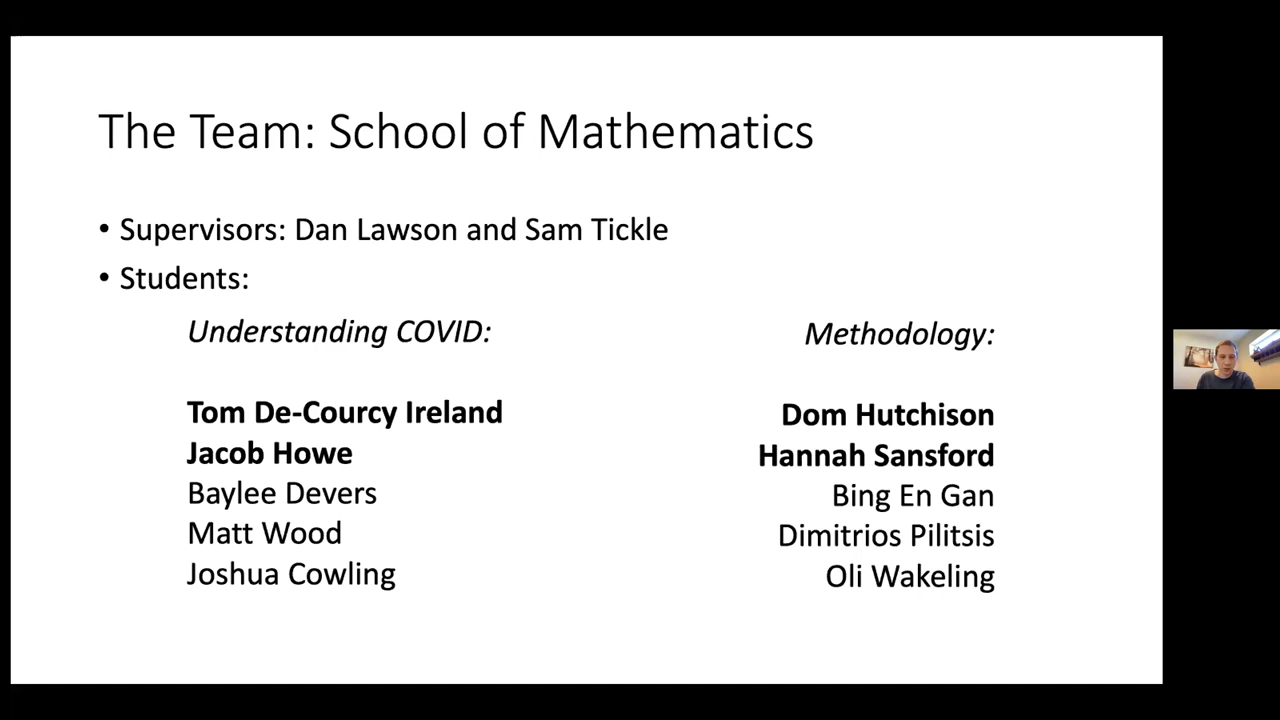 The Team: School of Mathematics
• Supervisors: Dan Lawson and Sam Tickle
• Students:
Understanding COVID:
Tom De-Courcy Ireland
Jacob Howe
Baylee Devers
Matt Wood
Joshua Cowling
Methodology:
Dom Hutchison
Hannah Sansford
Bing En Gan
Dimitrios Pilitsis
Oli Wakeling